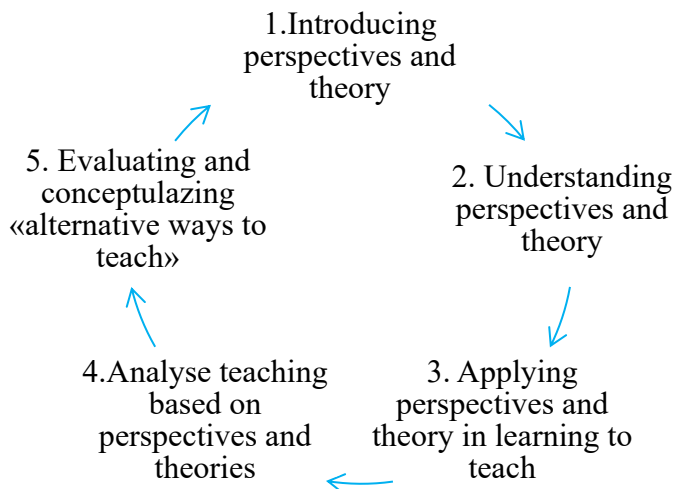 1.Introducing
perspectives and
theory
2. Understanding
perspectives and
theory
3. Applying
perspectives and
theory in learning to
teach
4.Analyse teaching
based on
perspectives and
theories
5. Evaluating and
conceptulazing
«alternative ways to
teach»